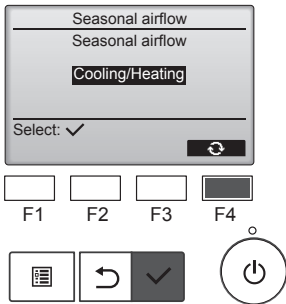 Seasonal airflow
Seasonal airflow
Cooling/Heating
Select:
F1 F2 F3 F4